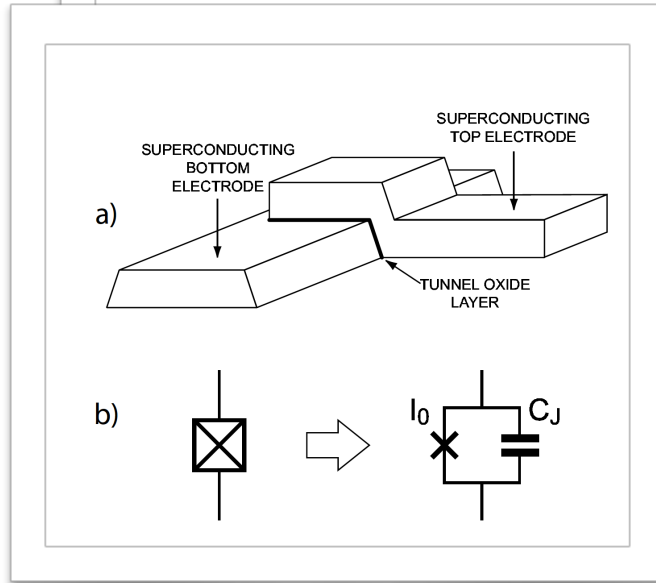 SUPERCONDUCTING
TOP ELECTRODE
SUPERCONDUCTING
BOTTOM
ELECTRODE
a)
TUNNEL OXIDE
LAYER
b)
I0
CJ